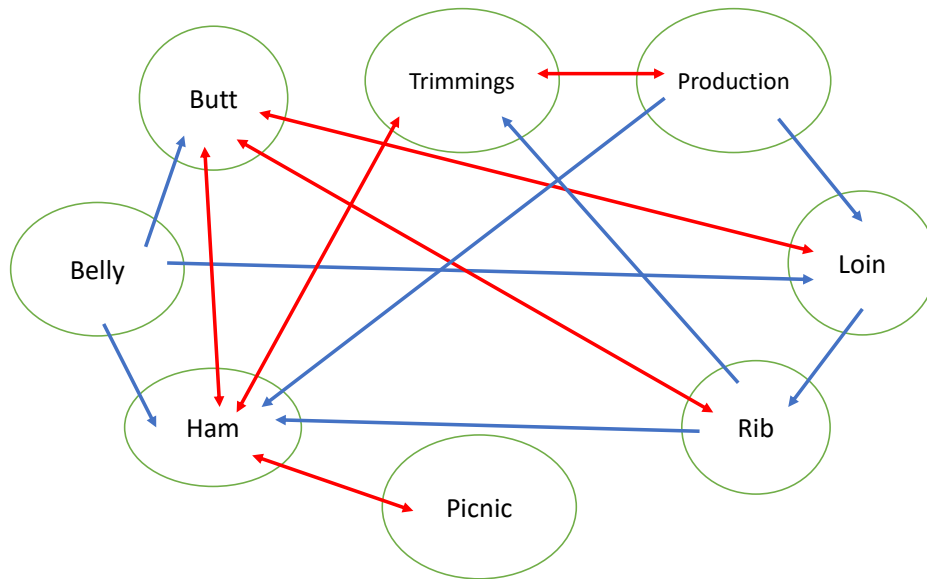 Trimmings
Production
Butt
Belly
Loin
Ham
Rib
Picnic